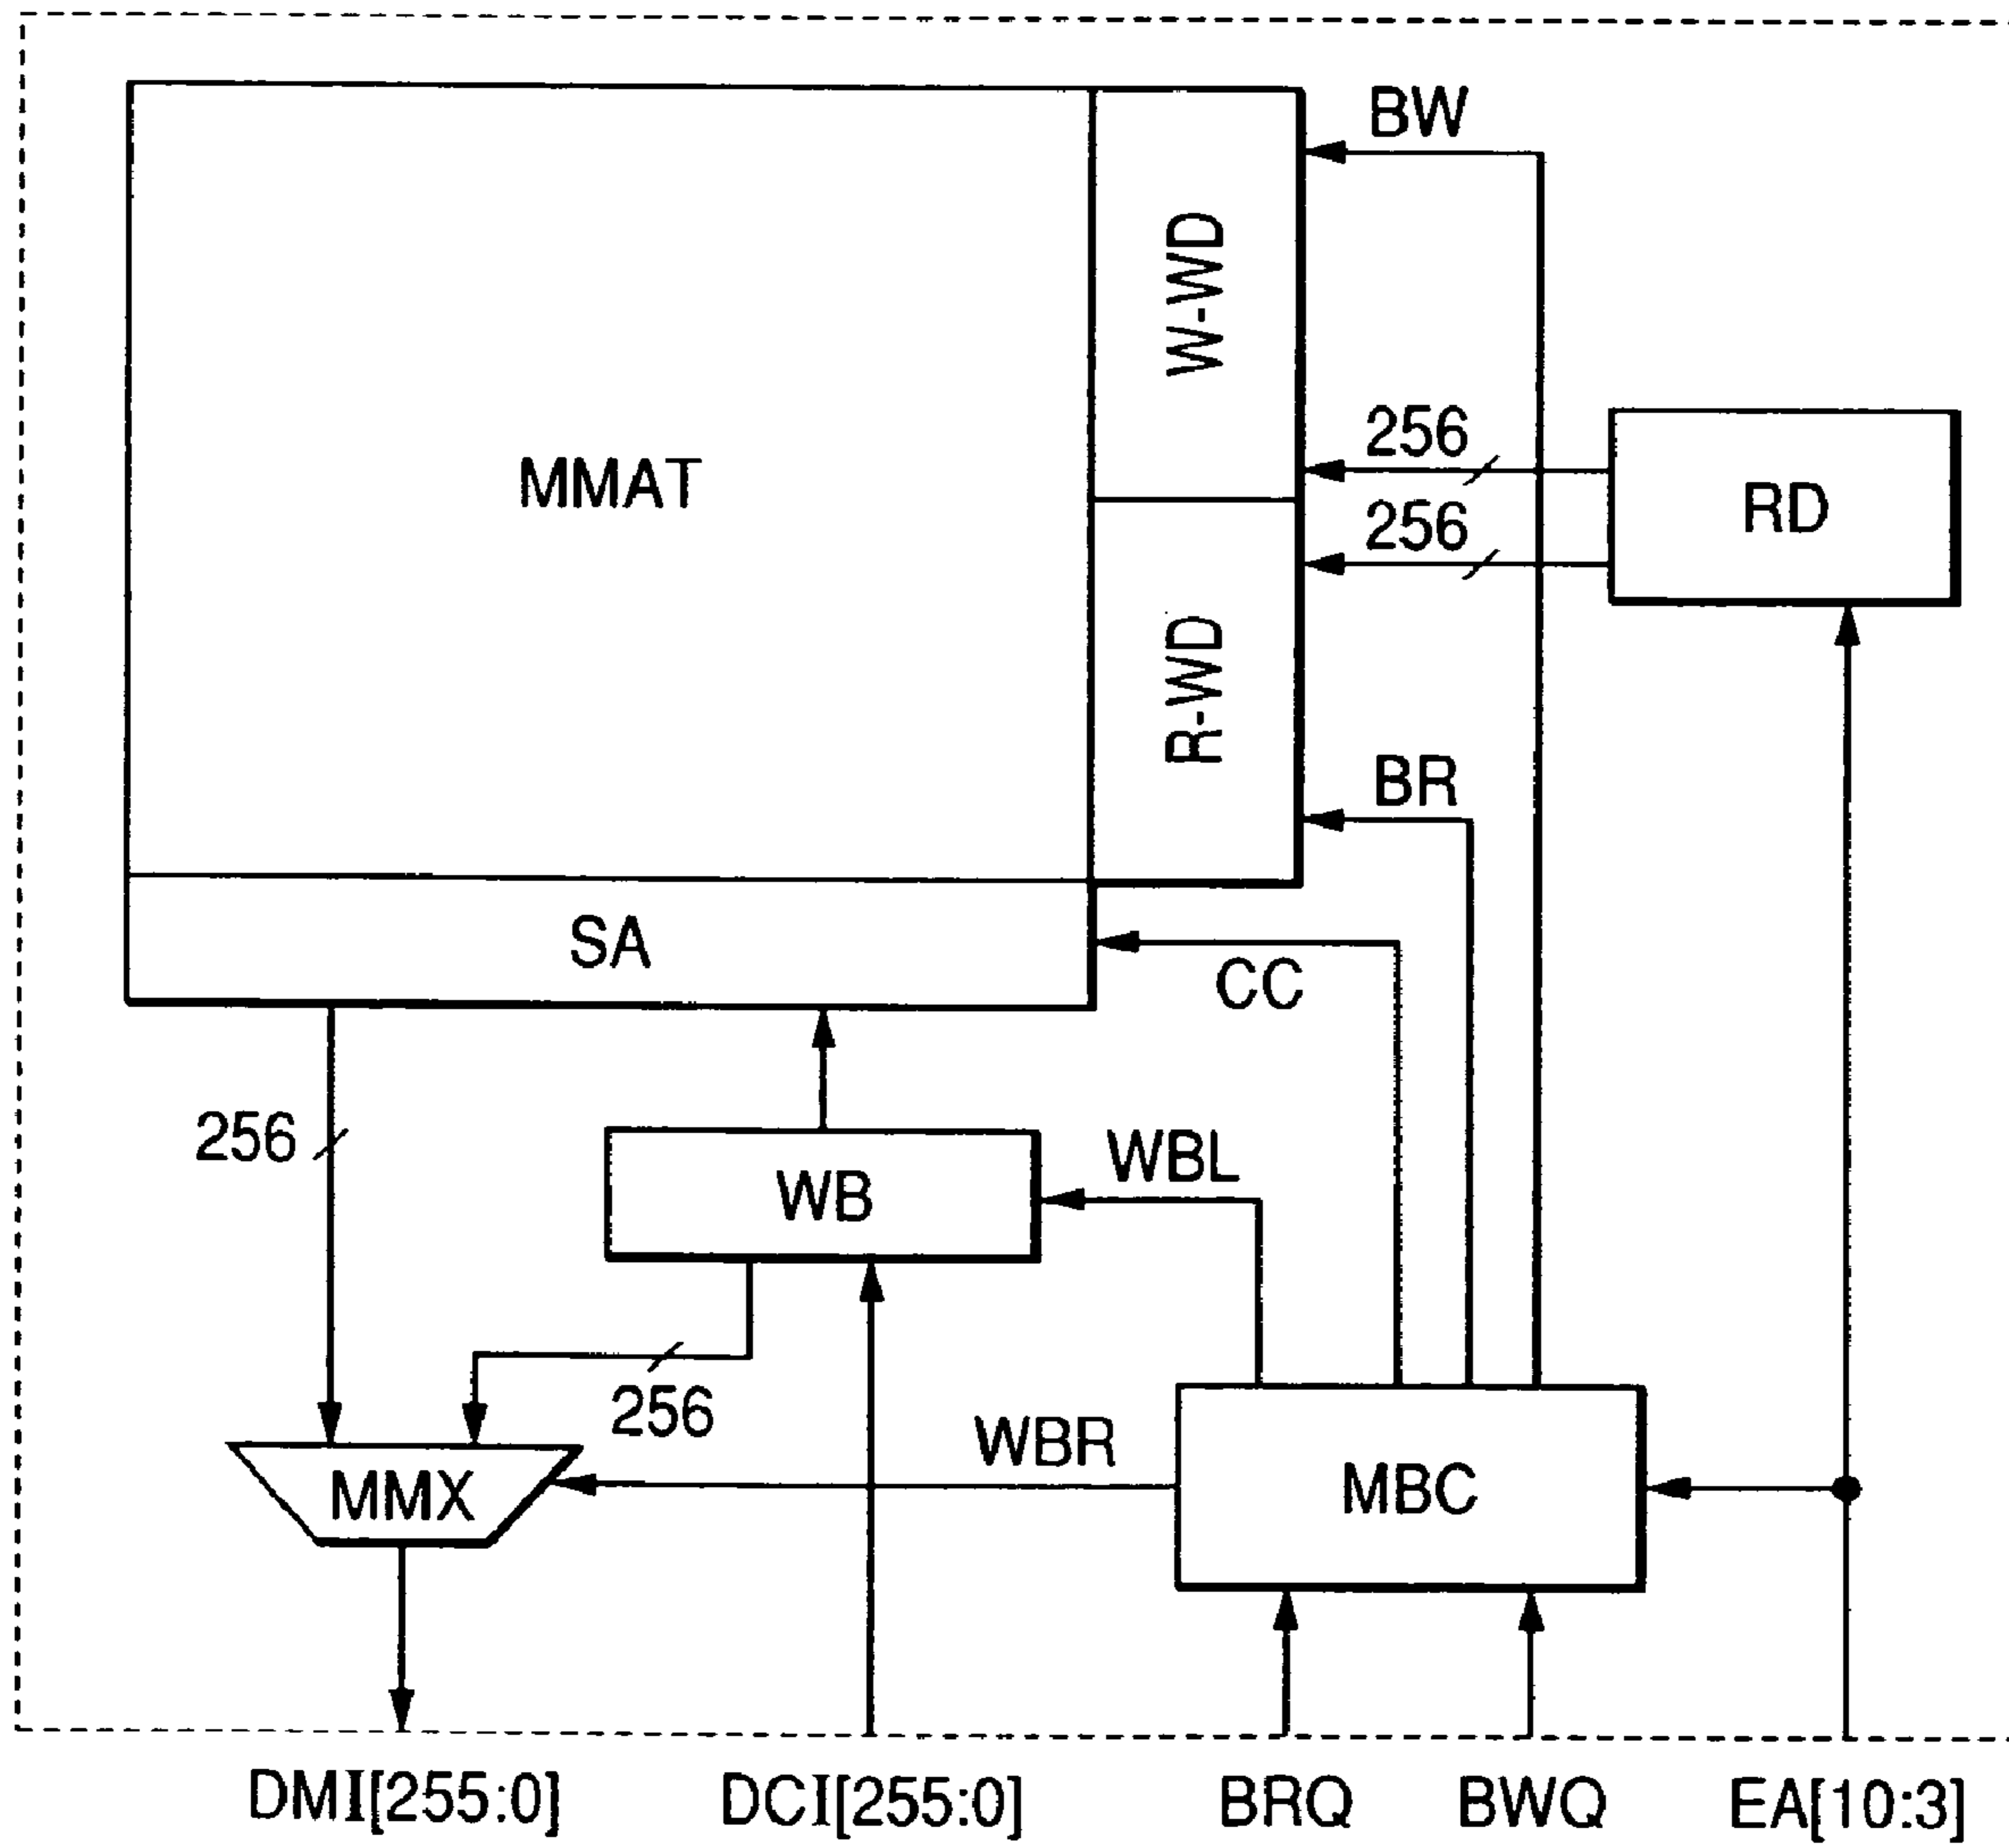 BW
W-WD
256
RD
256
MMAT
R-WD
BR
SA
CC
256
WBL
WB
256
WBR
MMX
MBC
DMI[255:0]
DCI[255:0]
BRQ
BWQ
EA[10:3]